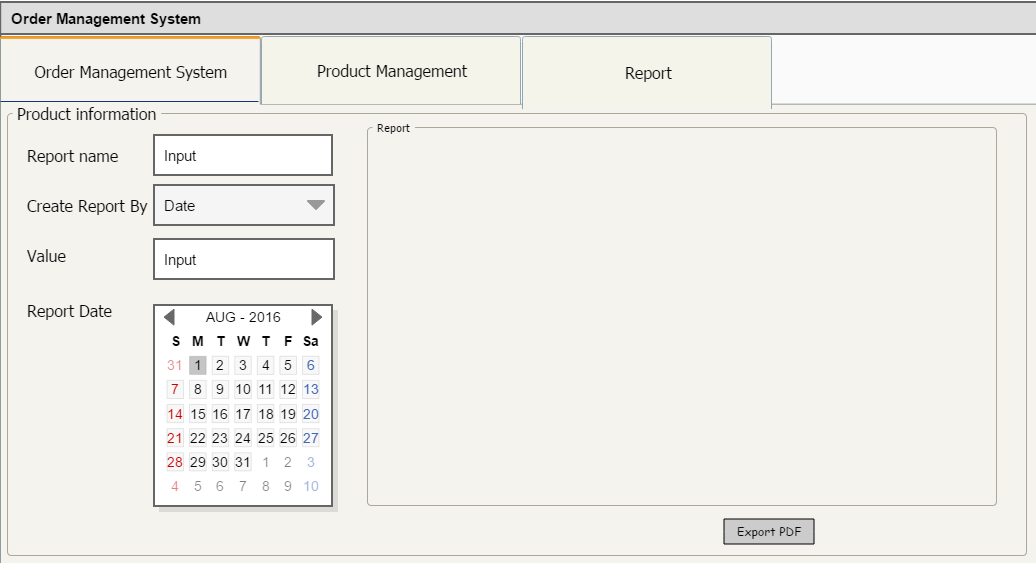 Order Management System
Order Management System
Product Management
Report
Product information
Report
Report name
Input
Create Report By
Date
Value
Input
Report Date
AUG - 2016
S M T W T F Sa
31 1 2 3 4 5 6
7 8 9 10 11 12 13
14 15 16 17 18 19 20
21 22 23 24 25 26 27
28 29 30 31 1 2 3
4 5 6 7 8 9 10
Export PDF